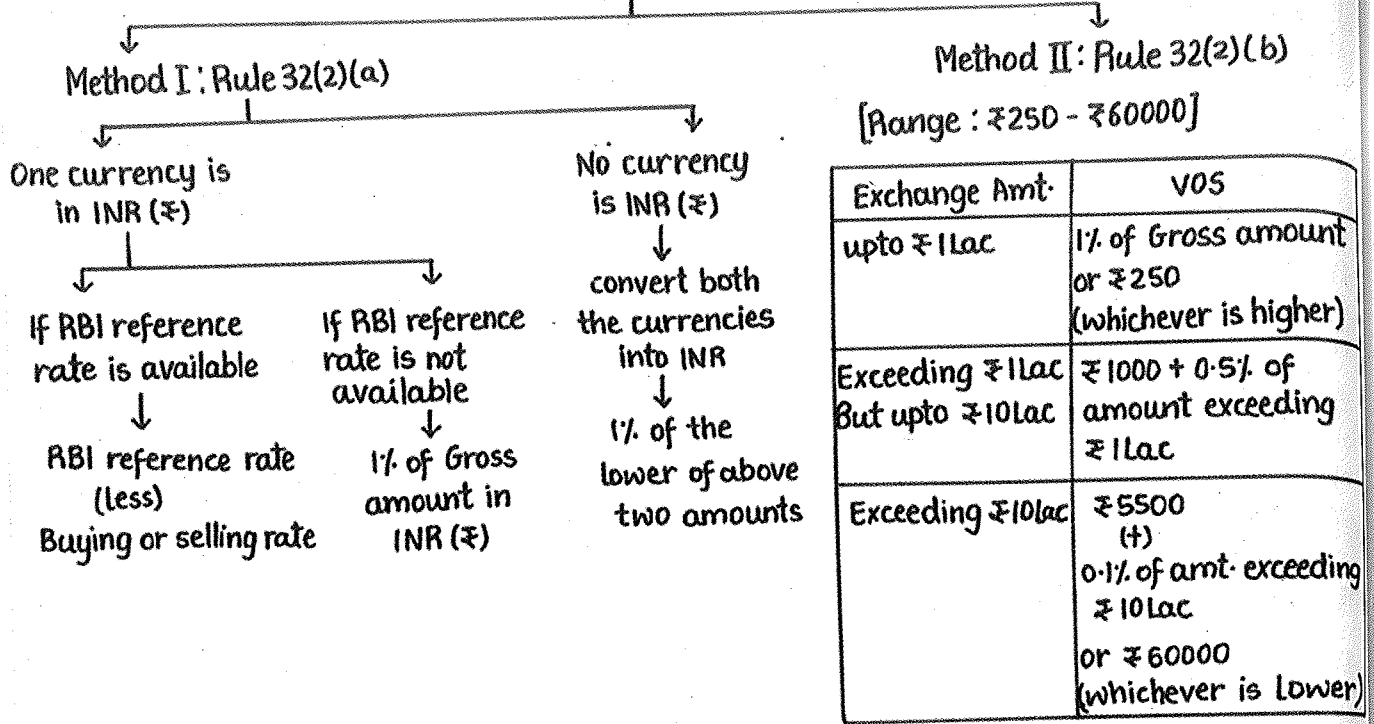 Method I : Rule 32(2)(a)
Method II : Rule 32(2)(b)
[Range : ₹250 - ₹60000]
One currency is
in INR (₹)
No currency
is INR (₹)
If RBI reference
rate is available
If RBI reference
rate is not
available
convert both
the currencies
into INR
RBI reference rate
(less)
Buying or selling rate
1% of Gross
amount in
INR (₹)
1% of the
lower of above
two amounts
Exchange Amt.
VOS
upto ₹1Lac
1% of Gross amount
or ₹250
(whichever is higher)
Exceeding ₹1Lac
But upto ₹10Lac
₹1000 + 0.5% of
amount exceeding
₹1Lac
Exceeding ₹10lac
₹5500
(+)
0.1% of amt. exceeding
₹10Lac
or ₹60000
(whichever is Lower)